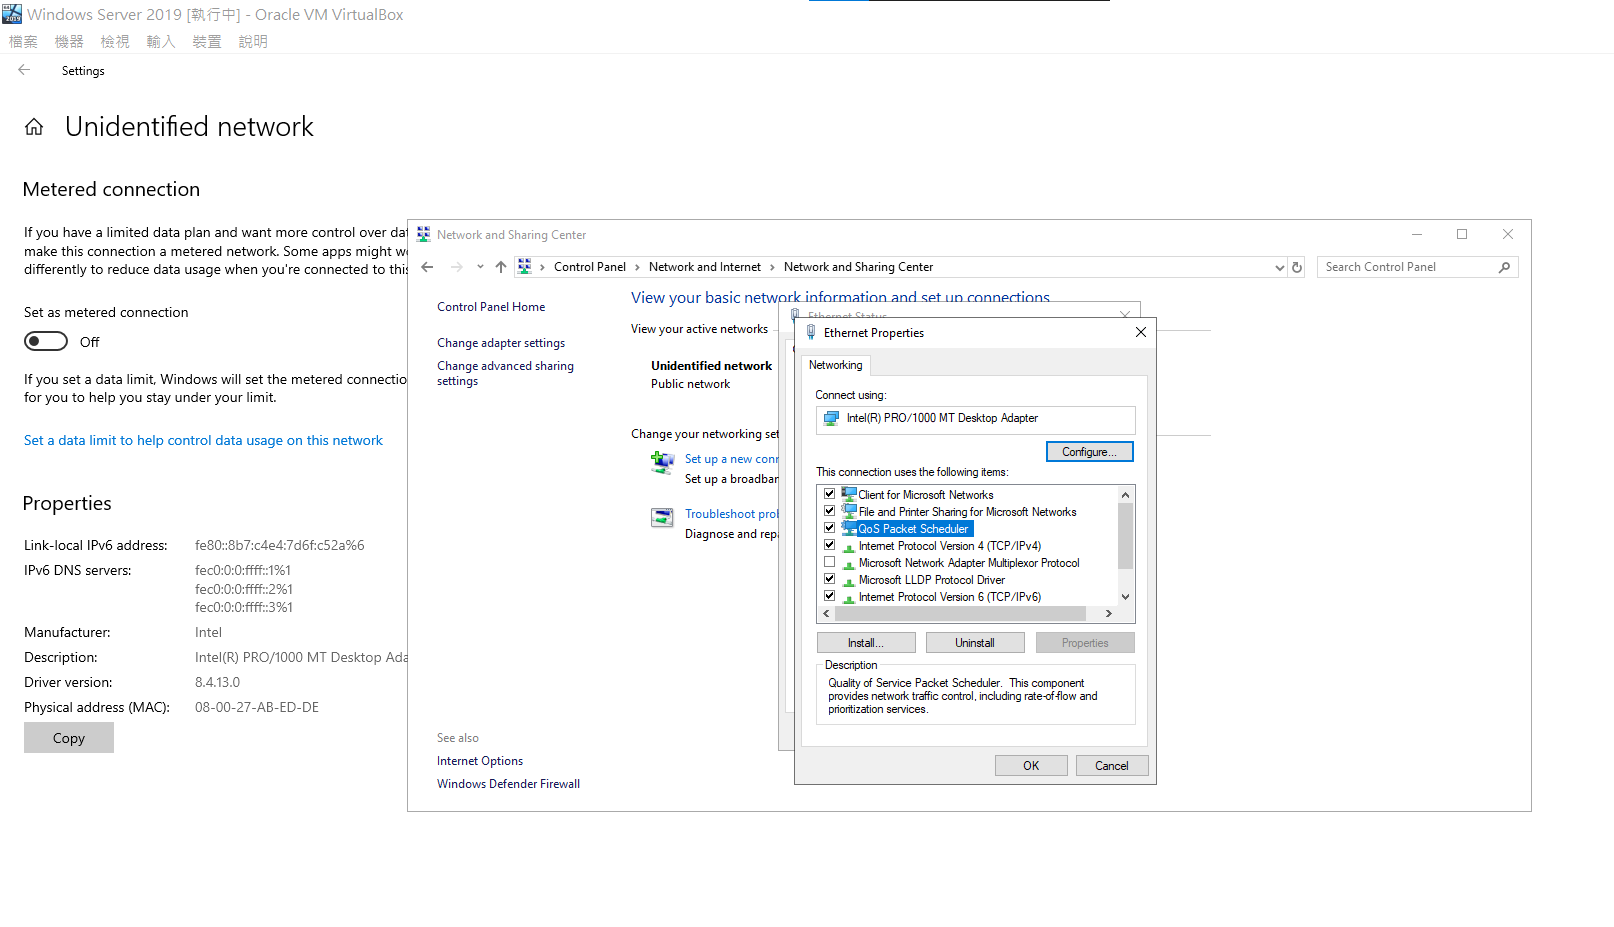 Windows Server 2019 [執行中] - Oracle VM VirtualBox
檔案 機器 檢視 輸入 裝置 說明
Settings
Unidentified network
Metered connection
If you have a limited data plan and want more control over dat
make this connection a metered network. Some apps might wo
differently to reduce data usage when you're connected to this
Set as metered connection
Off
If you set a data limit, Windows will set the metered connectio
for you to help you stay under your limit.
Set a data limit to help control data usage on this network
Properties
Link-local IPv6 address: fe80::8b7:c4e4:7d6f:c52a%6
IPv6 DNS servers: fec0:0:0:ffff::1%1
fec0:0:0:ffff::2%1
fec0:0:0:ffff::3%1
Manufacturer: Intel
Description: Intel(R) PRO/1000 MT Desktop Ada
Driver version: 8.4.13.0
Physical address (MAC): 08-00-27-AB-ED-DE
Copy
Network and Sharing Center
Control Panel > Network and Internet > Network and Sharing Center
Search Control Panel
Control Panel Home
Change adapter settings
Change advanced sharing
settings
See also
Internet Options
Windows Defender Firewall
View your basic network information and set up connections
View your active networks
Unidentified network
Public network
Change your networking set
Set up a new conn
Set up a broadban
Troubleshoot prob
Diagnose and repa
Ethernet Status
Ethernet Properties
Networking
Connect using:
Intel(R) PRO/1000 MT Desktop Adapter
Configure...
This connection uses the following items:
Client for Microsoft Networks
File and Printer Sharing for Microsoft Networks
QoS Packet Scheduler
Internet Protocol Version 4 (TCP/IPv4)
Microsoft Network Adapter Multiplexor Protocol
Microsoft LLDP Protocol Driver
Internet Protocol Version 6 (TCP/IPv6)
Install... Uninstall Properties
Description
Quality of Service Packet Scheduler. This component
provides network traffic control, including rate-of-flow and
prioritization services.
OK Cancel